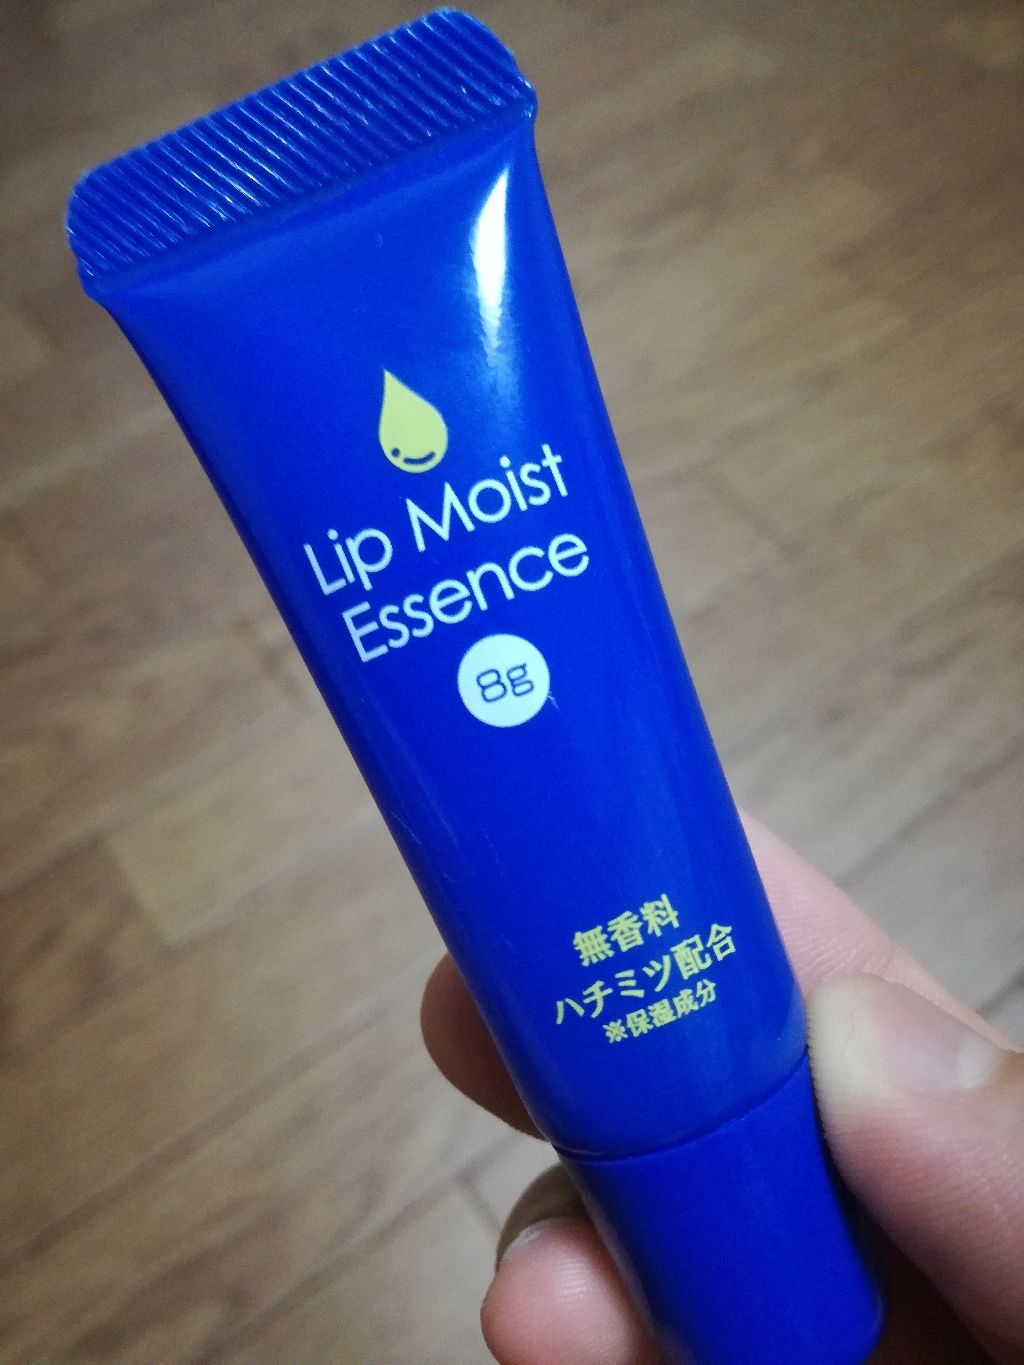 Lip Moist
Essence
8g
無香料
ハチミツ配合
※保湿成分